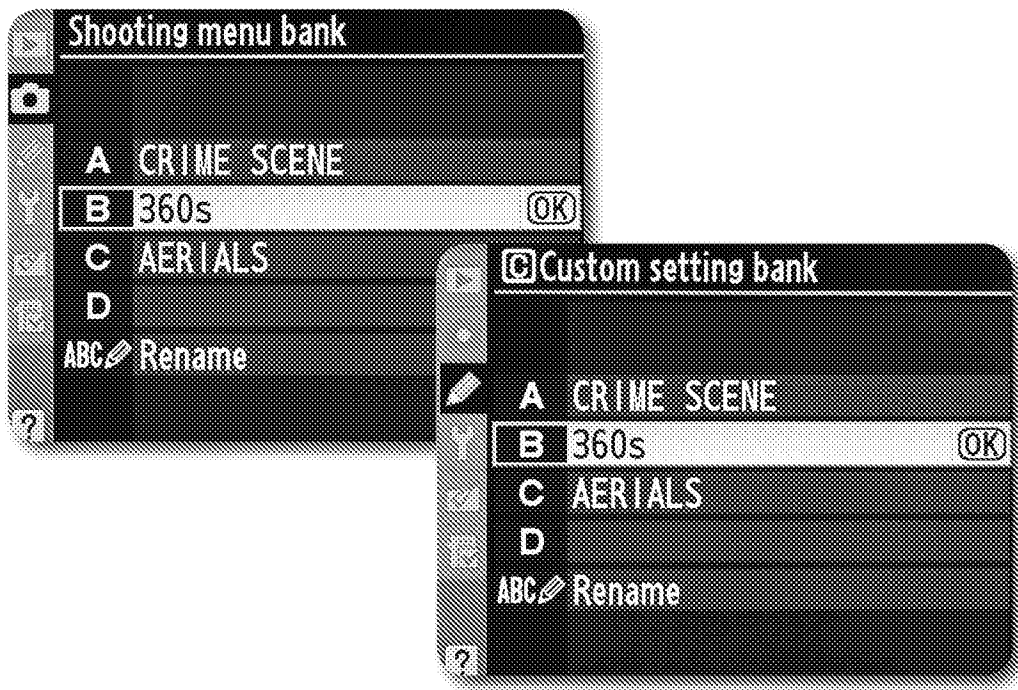 Shooting menu bank
A CRIME SCENE
B 360s OK
C AERIALS
D
ABC Rename
?
C Custom setting bank
A CRIME SCENE
B 360s OK
C AERIALS
D
ABC Rename
?